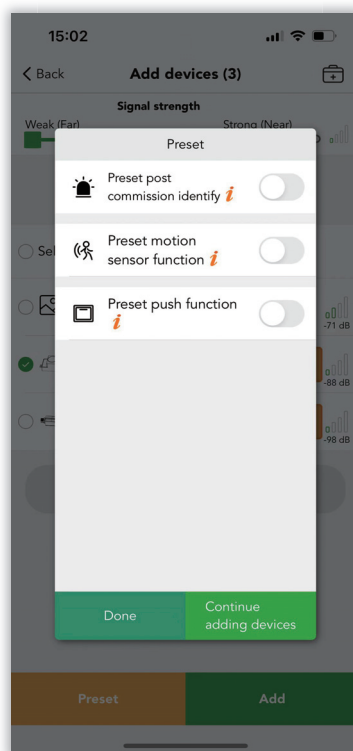 15:02
Back
Add devices (3)
Signal strength
Weak (Far)
Strong (Near)
Preset
Preset post
commission identify i
Preset motion
sensor function i
Preset push function
i
-71 dB
-88 dB
-98 dB
Done
Continue
adding devices
Preset
Add